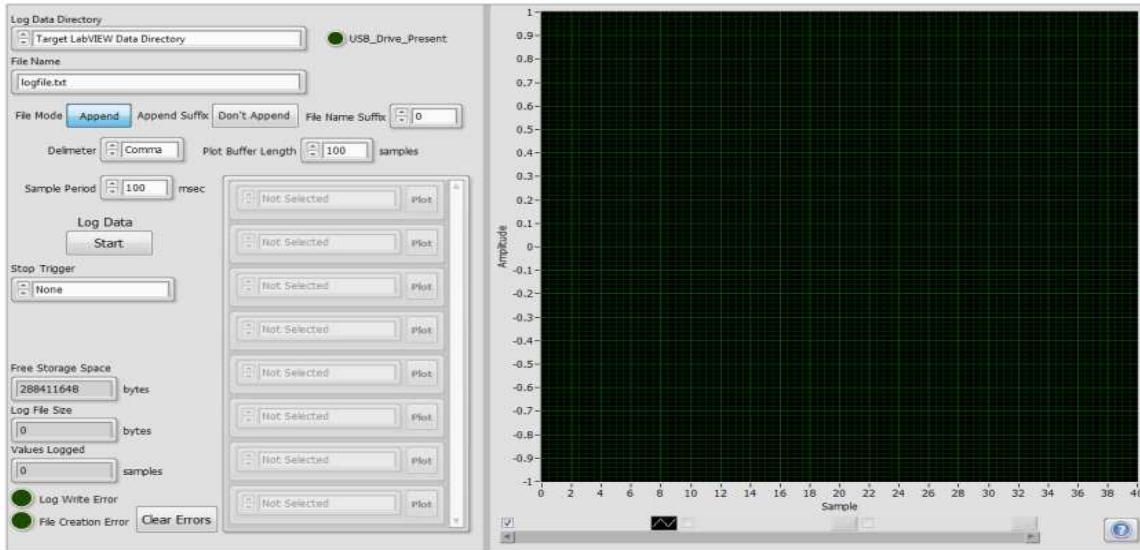 Log Data Directory
Target LabVIEW Data Directory
USB_Drive_Present
File Name
logfile.txt
File Mode Append Append Suffix Don't Append File Name Suffix 0
Delimeter Comma Plot Buffer Length 100 samples
Sample Period 100 msec
Log Data
Start
Stop Trigger
None
Free Storage Space
288411648 bytes
Log File Size
0 bytes
Values Logged
0 samples
Log Write Error
File Creation Error Clear Errors
Not Selected Plot
Not Selected Plot
Not Selected Plot
Not Selected Plot
Not Selected Plot
Not Selected Plot
Not Selected Plot
Not Selected Plot
Amplitude
1
0.9
0.8
0.7
0.6
0.5
0.4
0.3
0.2
0.1
0
-0.1
-0.2
-0.3
-0.4
-0.5
-0.6
-0.7
-0.8
-0.9
-1
0 2 4 6 8 10 12 14 16 18 20 22 24 26 28 30 32 34 36 38 40
Sample
?